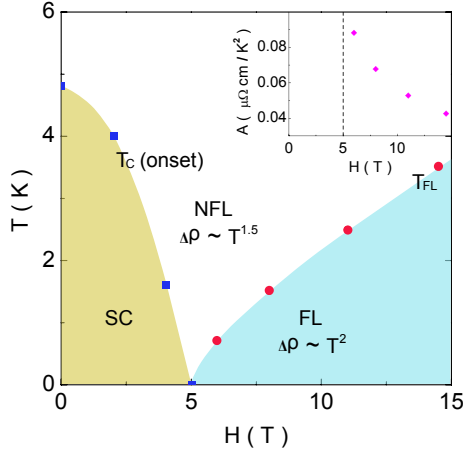 6
4
2
0
T ( K )
0
5
10
15
H ( T )
T_C (onset)
NFL
Δρ ~ T^1.5
SC
FL
Δρ ~ T^2
T_FL
0.08
0.06
0.04
A ( μΩ cm / K² )
0
5
10
15
H ( T )